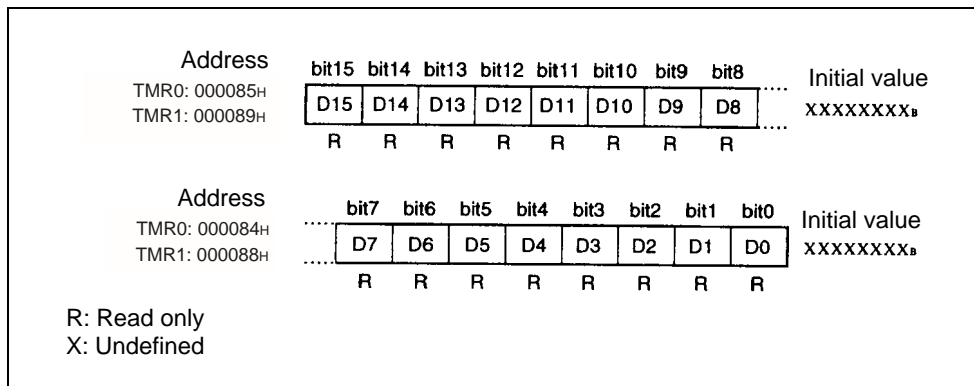 Address bit15 bit14 bit13 bit12 bit11 bit10 bit9 bit8 Initial value
TMR0: 000085H
TMR1: 000089H
D15 D14 D13 D12 D11 D10 D9 D8 XXXXXXXXB
R R R R R R R R
Address bit7 bit6 bit5 bit4 bit3 bit2 bit1 bit0 Initial value
TMR0: 000084H
TMR1: 000088H
D7 D6 D5 D4 D3 D2 D1 D0 XXXXXXXXB
R R R R R R R R
R: Read only
X: Undefined